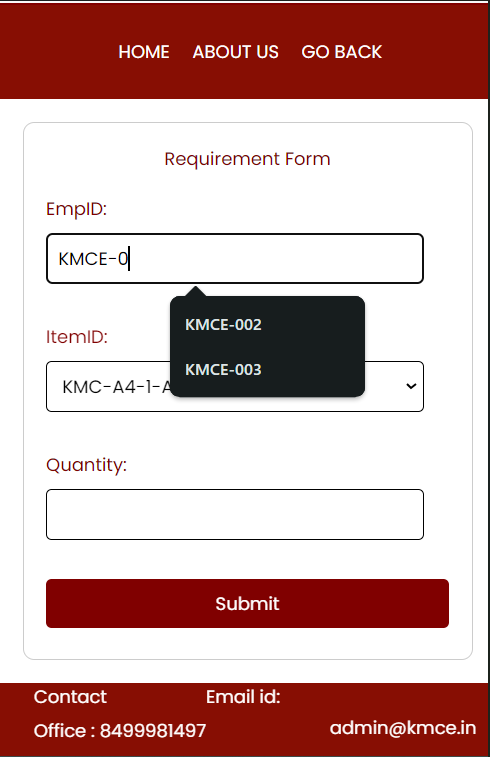 HOME ABOUT US GO BACK
Requirement Form
EmpID:
KMCE-0
KMCE-002
KMCE-003
ItemID:
KMC-A4-1-A
Quantity:
Submit
Contact Email id:
Office : 8499981497 admin@kmce.in